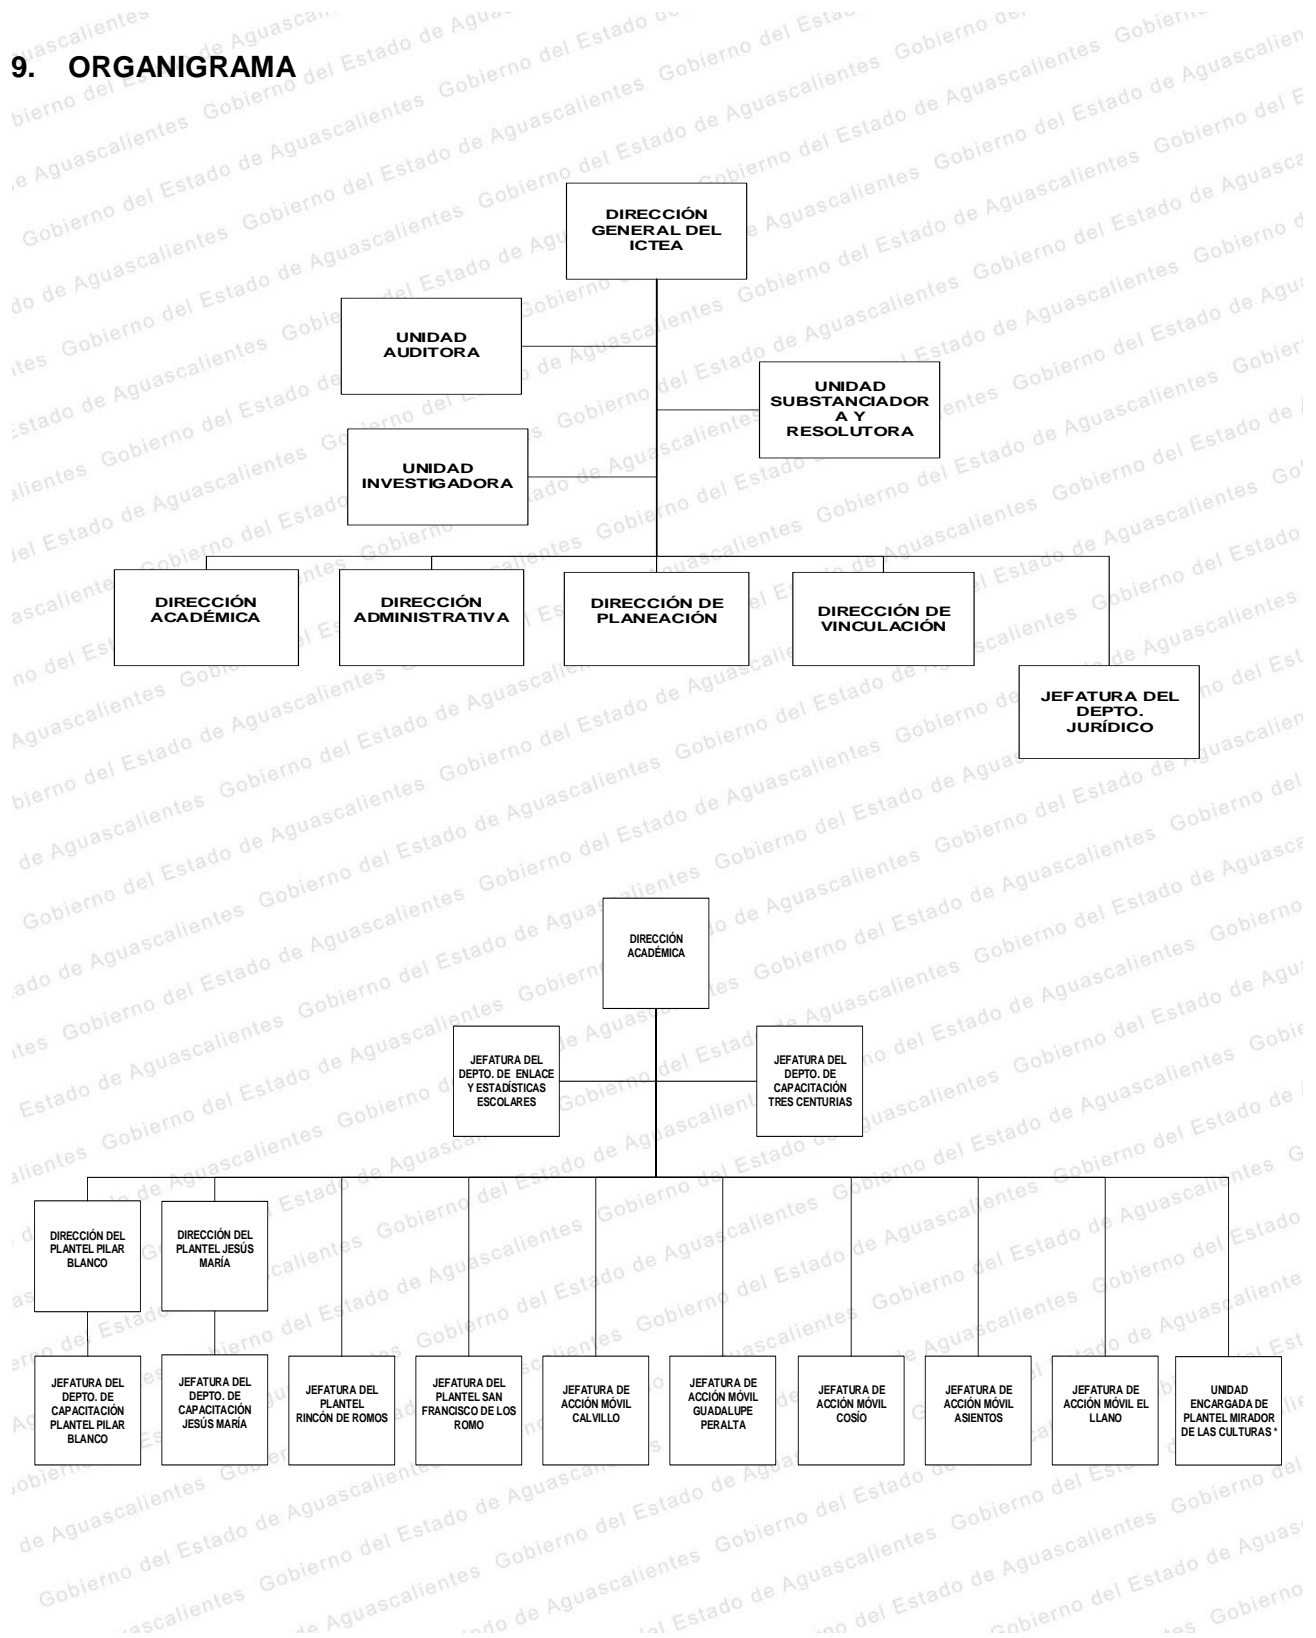 9. ORGANIGRAMA
DIRECCIÓN
GENERAL DEL
ICTEA
UNIDAD
AUDITORA
UNIDAD
SUBSTANCIADOR
A Y
RESOLUTORA
UNIDAD
INVESTIGADORA
DIRECCIÓN
ACADÉMICA
DIRECCIÓN
ADMINISTRATIVA
DIRECCIÓN DE
PLANEACIÓN
DIRECCIÓN DE
VINCULACIÓN
JEFATURA DEL
DEPTO.
JURÍDICO
DIRECCIÓN
ACADÉMICA
JEFATURA DEL
DEPTO. DE ENLACE
Y ESTADÍSTICAS
ESCOLARES
JEFATURA DEL
DEPTO. DE
CAPACITACIÓN
TRES CENTURIAS
DIRECCIÓN DEL
PLANTEL PILAR
BLANCO
DIRECCIÓN DEL
PLANTEL JESÚS
MARÍA
JEFATURA DEL
DEPTO. DE
CAPACITACIÓN
PLANTEL PILAR
BLANCO
JEFATURA DEL
DEPTO. DE
CAPACITACIÓN
JESÚS MARÍA
JEFATURA DEL
PLANTEL
RINCÓN DE ROMOS
JEFATURA DEL
PLANTEL SAN
FRANCISCO DE LOS
ROMO
JEFATURA DE
ACCIÓN MÓVIL
CALVILLO
JEFATURA DE
ACCIÓN MÓVIL
GUADALUPE
PERALTA
JEFATURA DE
ACCIÓN MÓVIL
COSÍO
JEFATURA DE
ACCIÓN MÓVIL
ASIENTOS
JEFATURA DE
ACCIÓN MÓVIL EL
LLANO
UNIDAD
ENCARGADA DE
PLANTEL MIRADOR
DE LAS CULTURAS *
Gobierno del Estado de Aguascalientes